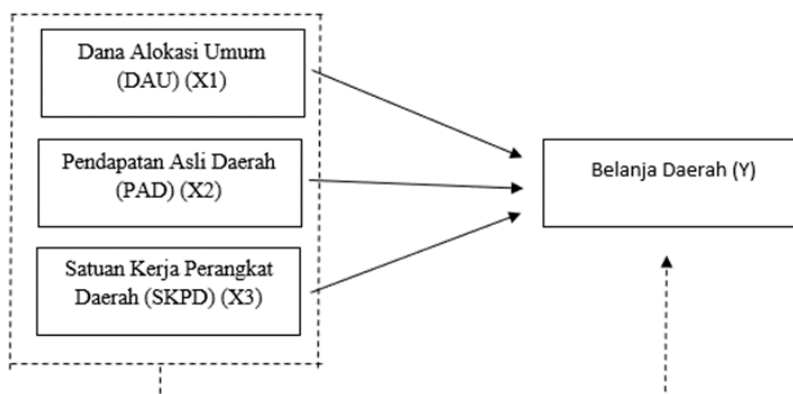 Dana Alokasi Umum
(DAU) (X1)
Pendapatan Asli Daerah
(PAD) (X2)
Satuan Kerja Perangkat
Daerah (SKPD) (X3)
Belanja Daerah (Y)